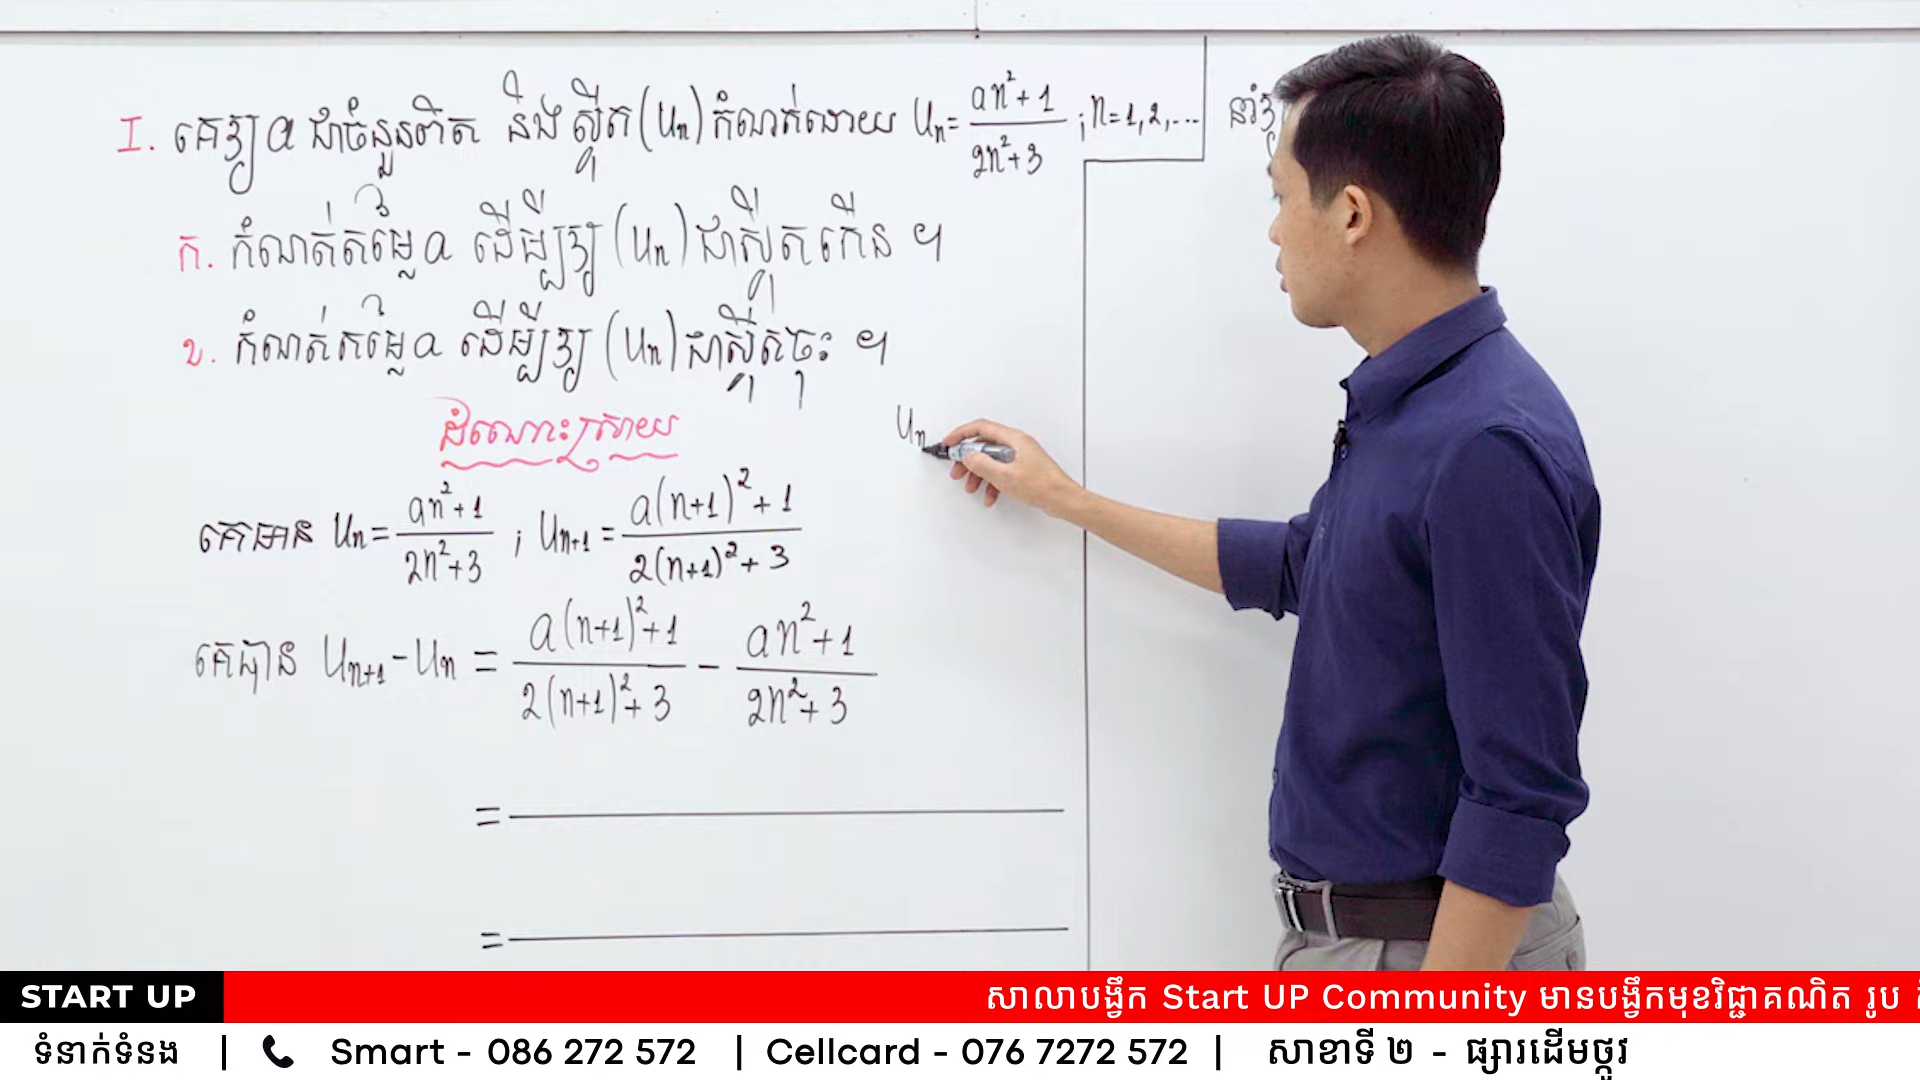 I. គេឲ្យ a ជាចំនួនពិត និង ស្វ៊ីត (Un) កំណត់ដោយ Un = (an²+1)/(2n²+3) ; n=1,2,... នាំឲ្យ
ក. កំណត់តម្លៃ a ដើម្បីឲ្យ (Un) ជាស្វ៊ីតកើន ។
ខ. កំណត់តម្លៃ a ដើម្បីឲ្យ (Un) ជាស្វ៊ីតចុះ ។
ដំណោះស្រាយ
Un
គេមាន Un = (an²+1)/(2n²+3) ; Un+1 = (a(n+1)²+1)/(2(n+1)²+3)
គេបាន Un+1 - Un = (a(n+1)²+1)/(2(n+1)²+3) - (an²+1)/(2n²+3)
=
=
START UP សាលាបង្រឹក Start UP Community មានបង្រឹកមុខវិជ្ជាគណិត រូប
ទំនាក់ទំនង | Smart - 086 272 572 | Cellcard - 076 7272 572 | សាខាទី ២ - ផ្សារដើមថ្កូវ